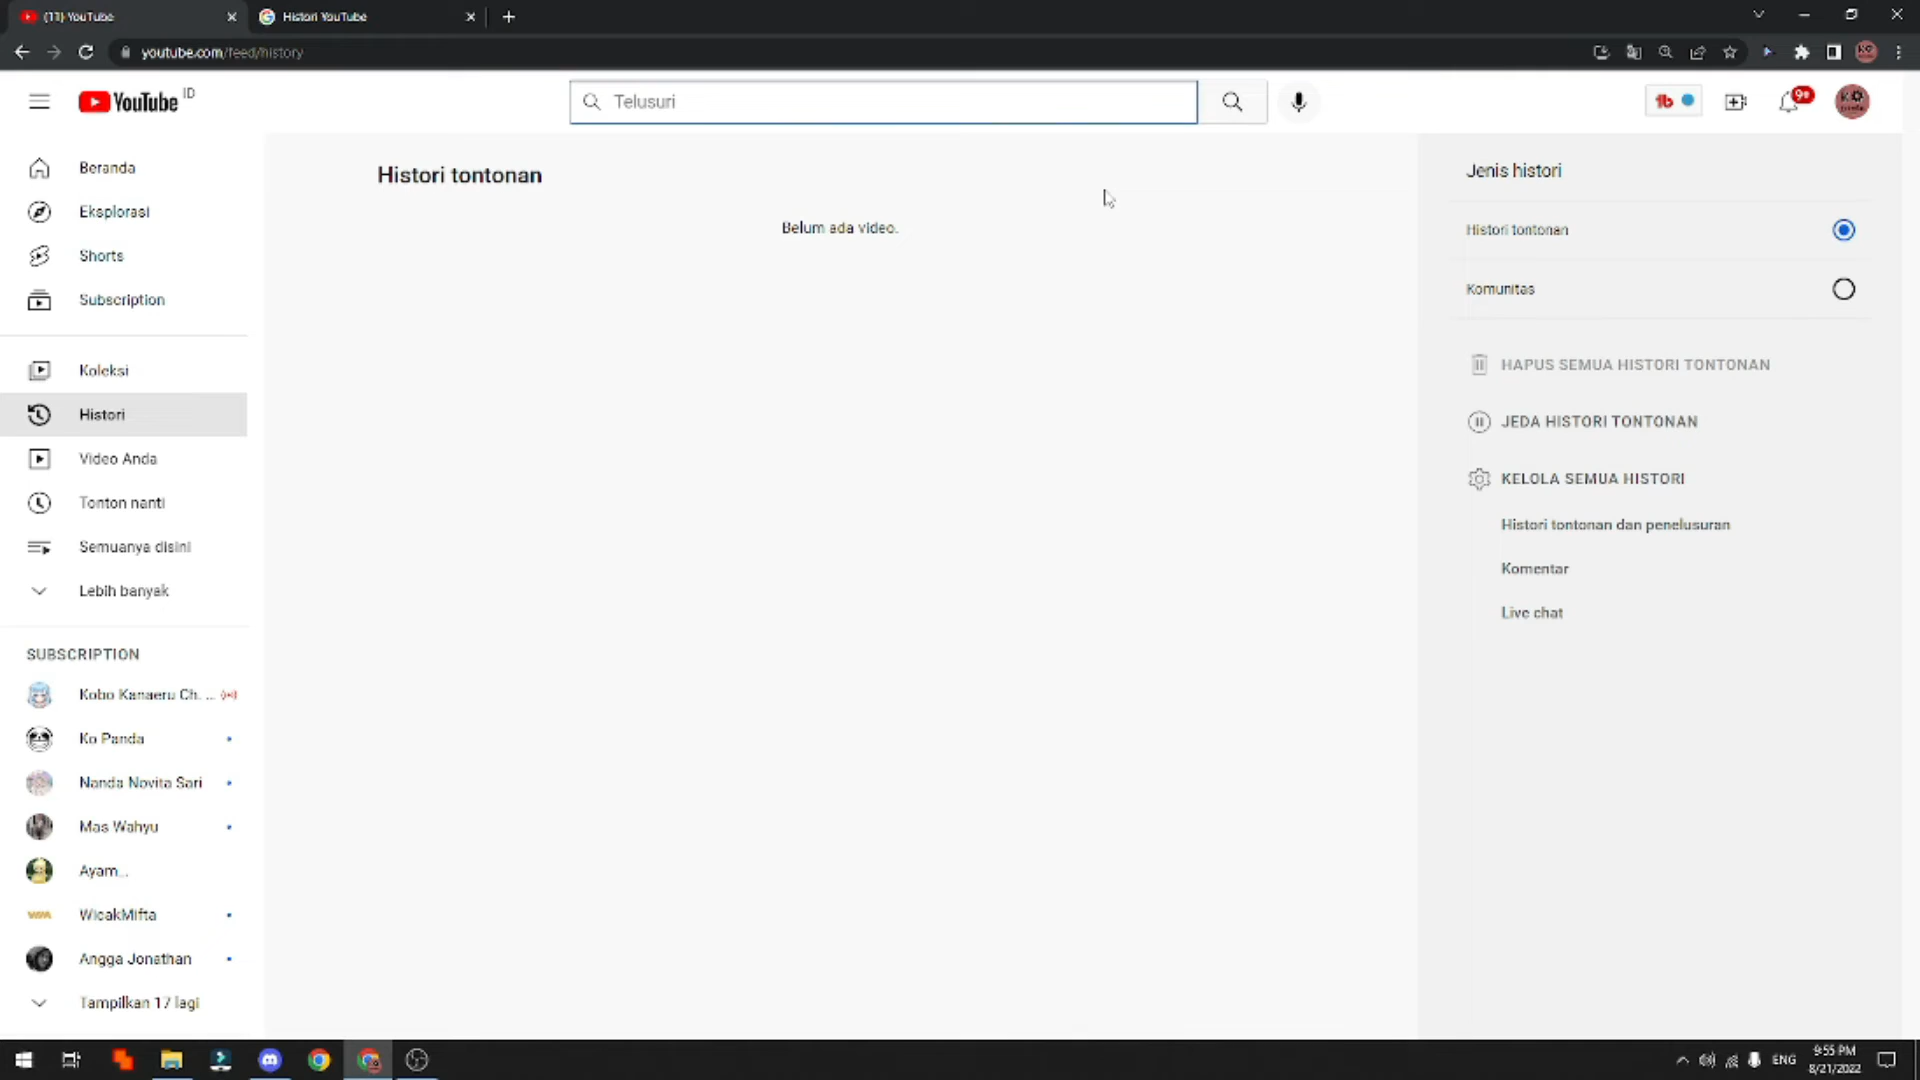 (11) YouTube
Histori YouTube
youtube.com/feed/history
YouTube ID
Telusuri
9+
Beranda
Eksplorasi
Shorts
Subscription
Koleksi
Histori
Video Anda
Tonton nanti
Semuanya disini
Lebih banyak
SUBSCRIPTION
Kobo Kanaeru Ch. ...
Ko Panda
Nanda Novita Sari
Mas Wahyu
Ayam...
WicakMifta
Angga Jonathan
Tampilkan 17 lagi
Histori tontonan
Belum ada video.
Jenis histori
Histori tontonan
Komunitas
HAPUS SEMUA HISTORI TONTONAN
JEDA HISTORI TONTONAN
KELOLA SEMUA HISTORI
Histori tontonan dan penelusuran
Komentar
Live chat
ENG
9:55 PM
8/21/2022